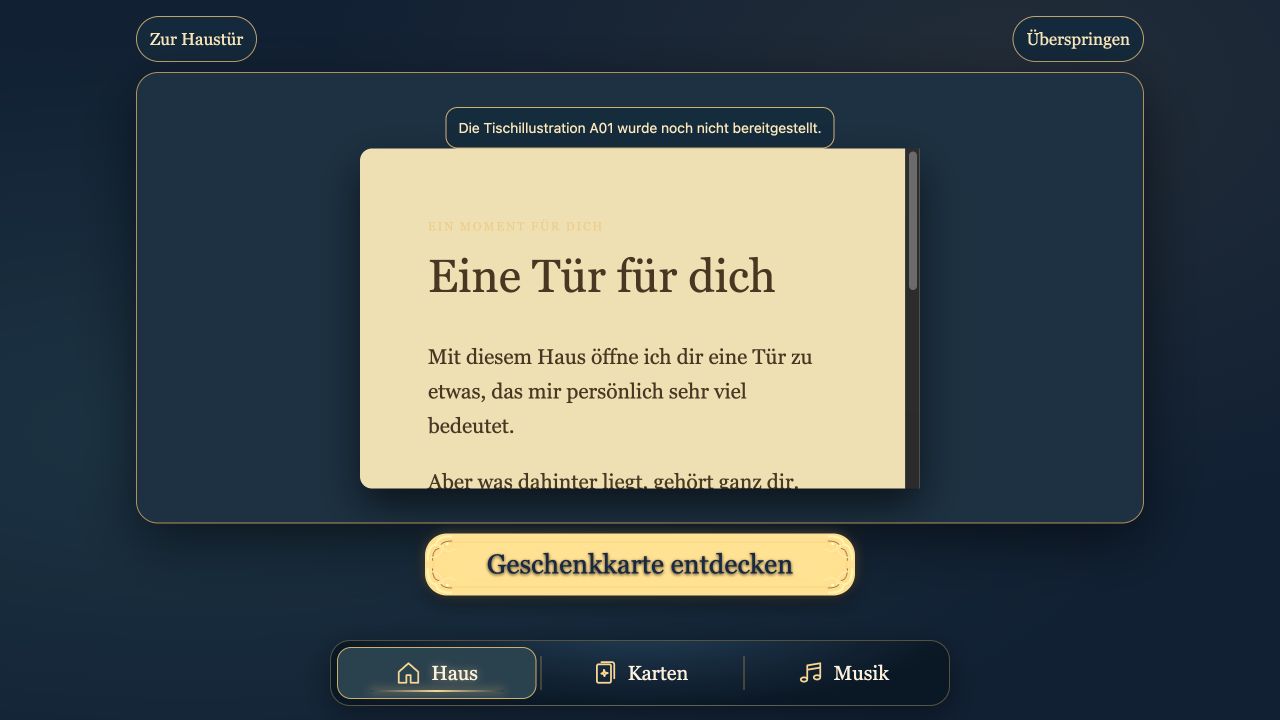 Zur Haustür
Überspringen
Die Tischillustration A01 wurde noch nicht bereitgestellt.
EIN MOMENT FÜR DICH
Eine Tür für dich
Mit diesem Haus öffne ich dir eine Tür zu
etwas, das mir persönlich sehr viel
bedeutet.
Aber was dahinter liegt, gehört ganz dir.
Geschenkkarte entdecken
Haus
Karten
Musik